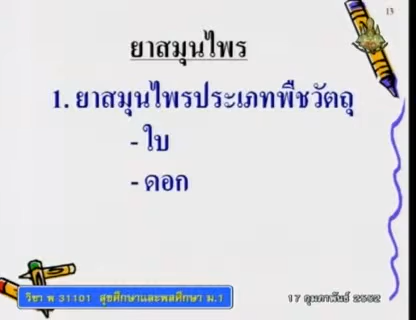 13
ยาสมุนไพร
1. ยาสมุนไพรประเภทพืชวัตถุ
- ใบ
- ดอก
วิชา พ 31101 สุขศึกษาและพลศึกษา ม.1
17 กุมภาพันธ์ 2552